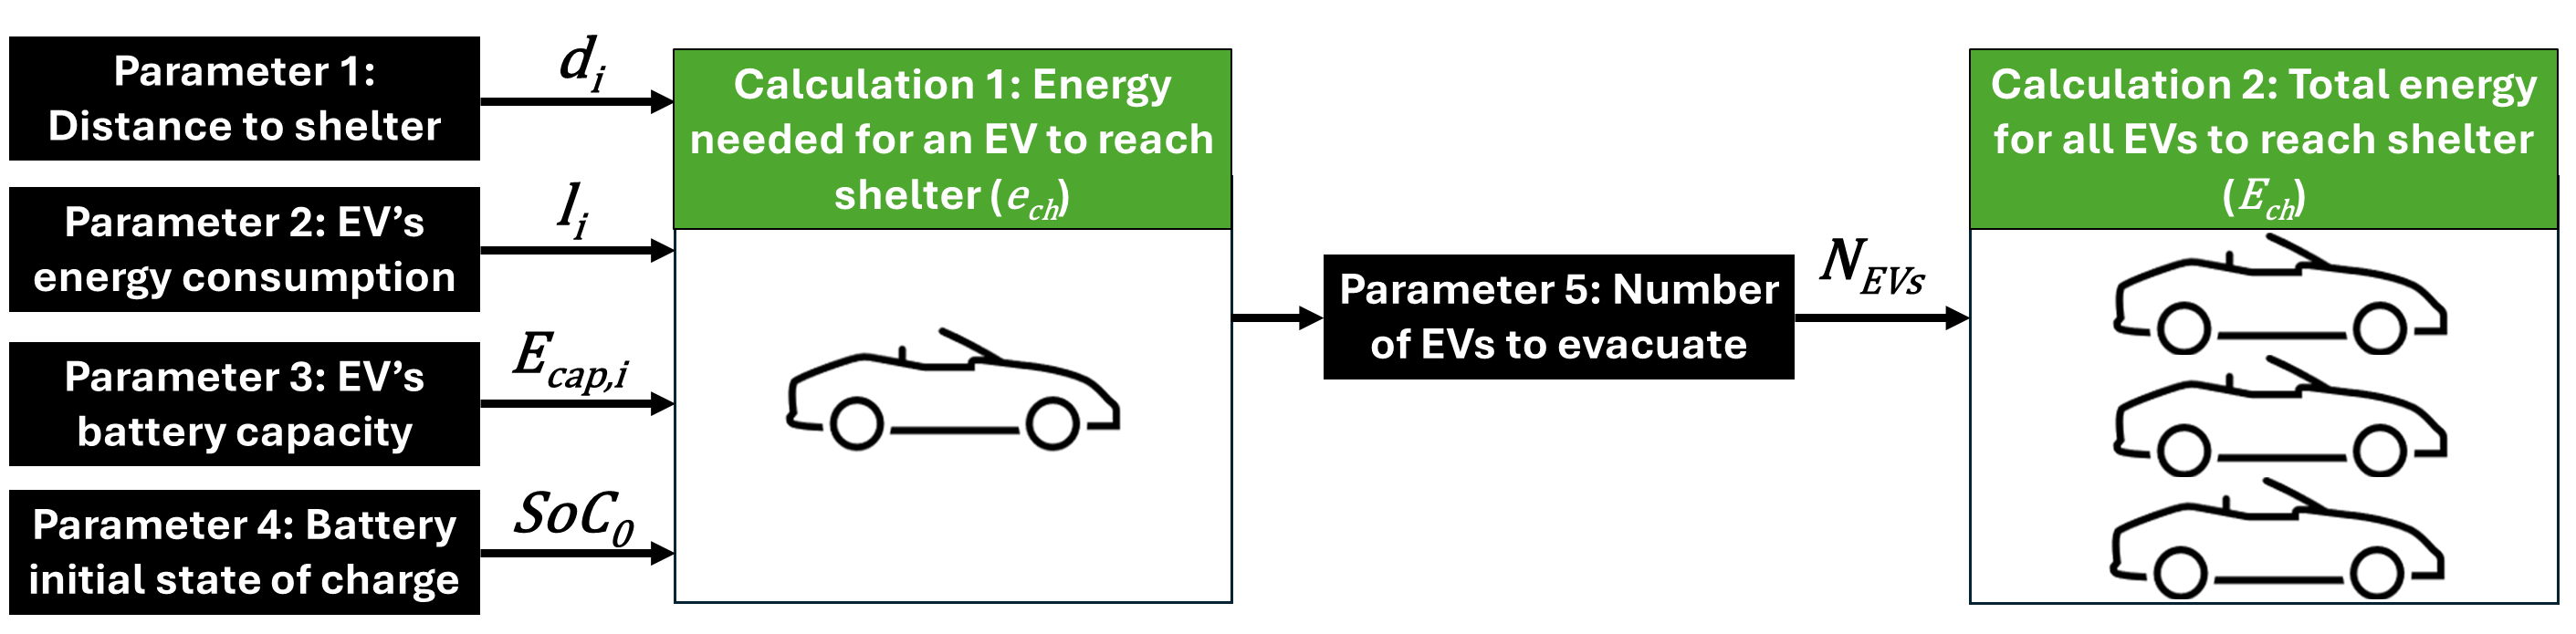 Parameter 1:
Distance to shelter
d_i
Parameter 2: EV’s
energy consumption
l_i
Parameter 3: EV’s
battery capacity
E_cap,i
Parameter 4: Battery
initial state of charge
SoC_0
Calculation 1: Energy
needed for an EV to reach
shelter (e_ch)
Parameter 5: Number
of EVs to evacuate
N_EVs
Calculation 2: Total energy
for all EVs to reach shelter
(E_ch)